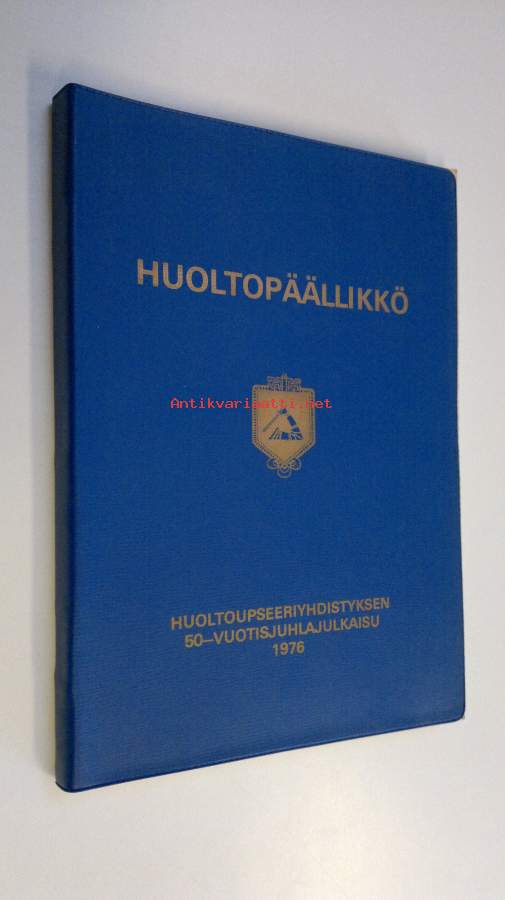 HUOLTOPÄÄLLIKKÖ
Antikvariaatti.net
HUOLTOUPSEERIYHDISTYKSEN
50–VUOTISJUHLAJULKAISU
1976